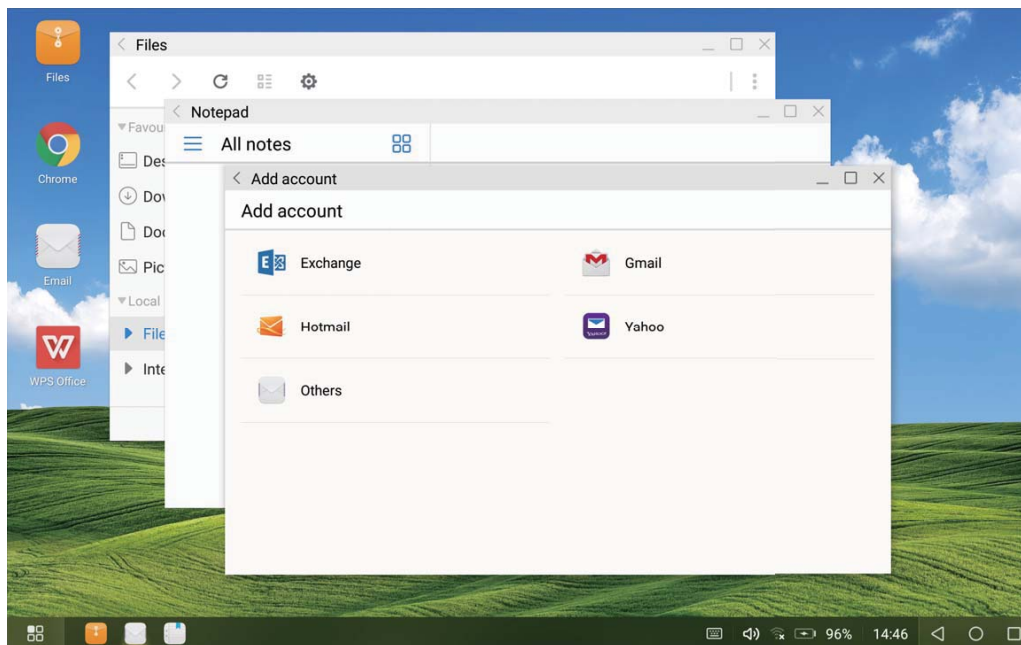 Files
Chrome
Email
WPS Office
Files
Favou
Des
Dov
Doc
Pic
Local
File
Inte
Notepad
All notes
Add account
Add account
Exchange
Gmail
Hotmail
Yahoo
Others
96%
14:46